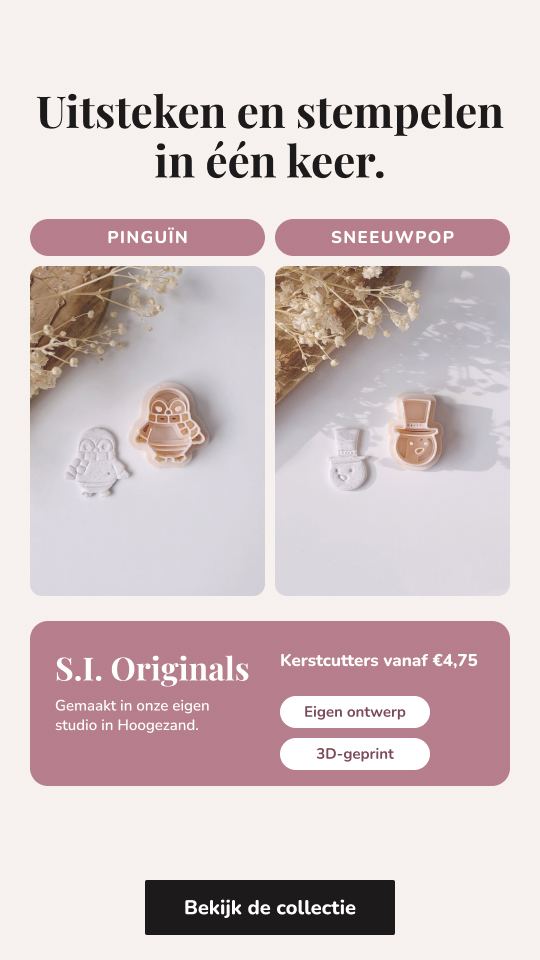 Uitsteken en stempelen
in één keer.
PINGUÏN
SNEEUWPOP
S.I. Originals
Gemaakt in onze eigen
studio in Hoogezand.
Kerstcutters vanaf €4,75
Eigen ontwerp
3D-geprint
Bekijk de collectie